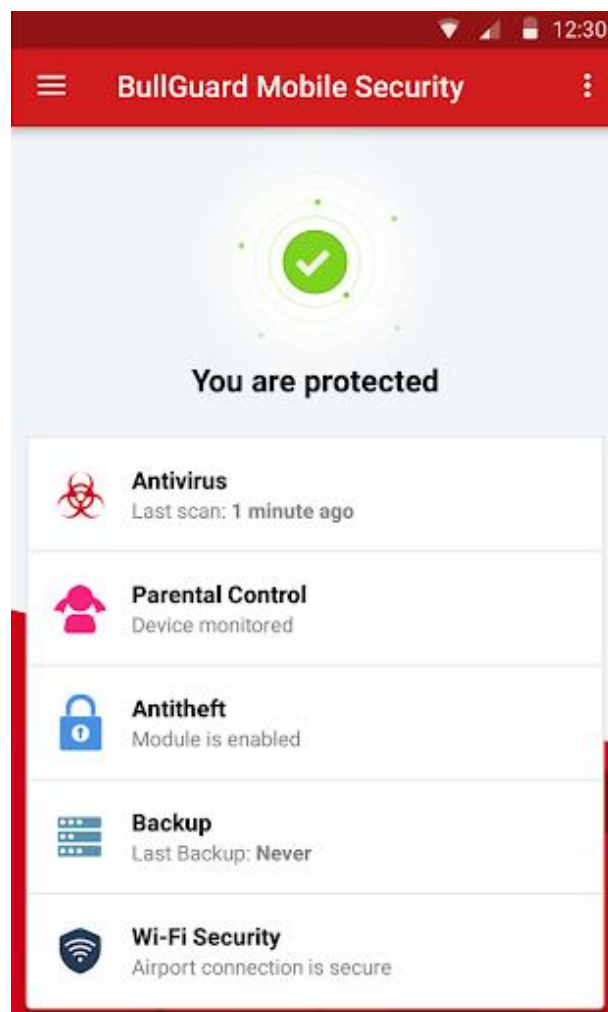 12:30
BullGuard Mobile Security
You are protected
Antivirus
Last scan: 1 minute ago
Parental Control
Device monitored
Antitheft
Module is enabled
Backup
Last Backup: Never
Wi-Fi Security
Airport connection is secure